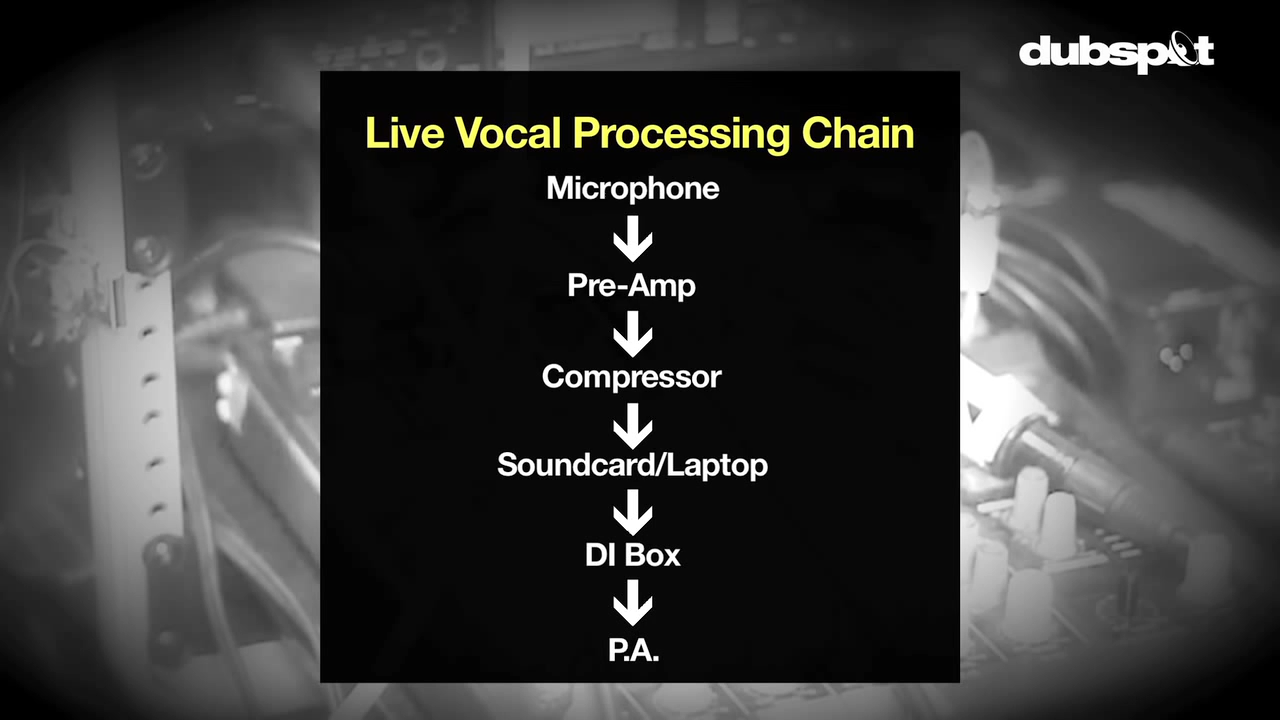 dubspot
Live Vocal Processing Chain
Microphone
Pre-Amp
Compressor
Soundcard/Laptop
DI Box
P.A.